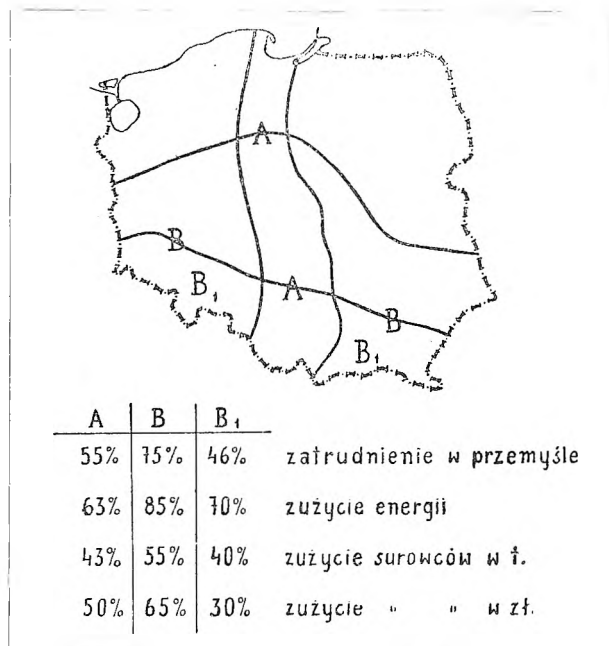 A
B
B₁
A
B
B₁
A B B₁
55% 75% 46% zatrudnienie w przemyśle
63% 85% 70% zużycie energii
43% 55% 40% zużycie surowców w t.
50% 65% 30% zużycie " " w zł.